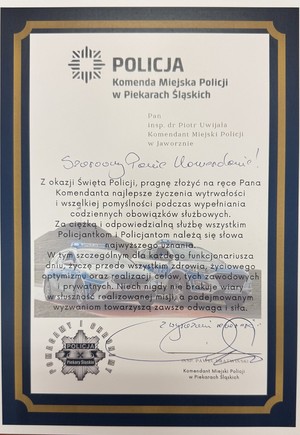 POLICJA
Komenda Miejska Policji
w Piekarach Śląskich
Pan
insp. dr Piotr Uwijała
Komendant Miejski Policji
w Jaworznie
Szanowny Panie Komendancie!
Z okazji Święta Policji, pragnę złożyć na ręce Pana
Komendanta najlepsze życzenia wytrwałości
i wszelkiej pomyślności podczas wypełniania
codziennych obowiązków służbowych.
Za ciężką i odpowiedzialną służbę wszystkim
Policjantkom i Policjantom należą się słowa
najwyższego uznania.
W tym szczególnym dla każdego funkcjonariusza
dniu, życzę przede wszystkim zdrowia, życiowego
optymizmu oraz realizacji celów, tych zawodowych
i prywatnych. Niech nigdy nie brakuje wiary
w słuszność realizowanej misji, a podejmowanym
wyzwaniom towarzyszą zawsze odwaga i siła.
POMAGAMY I CHRONIMY
POLICJA
Piekary Śląskie
Z wyrazami
Komendant Miejski Policji
w Piekarach Śląskich